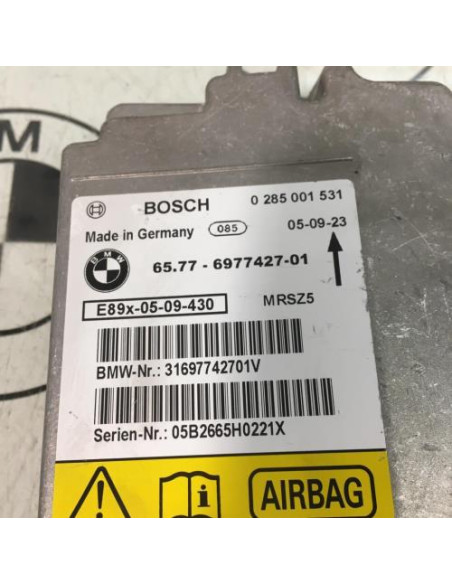 M
BOSCH 0 285 001 531
Made in Germany 085 05-09-23
BMW 65.77 - 6977427-01
E89x-05-09-430 MRSZ5
BMW-Nr.: 31697742701V
Serien-Nr.: 05B2665H0221X
! i AIRBAG